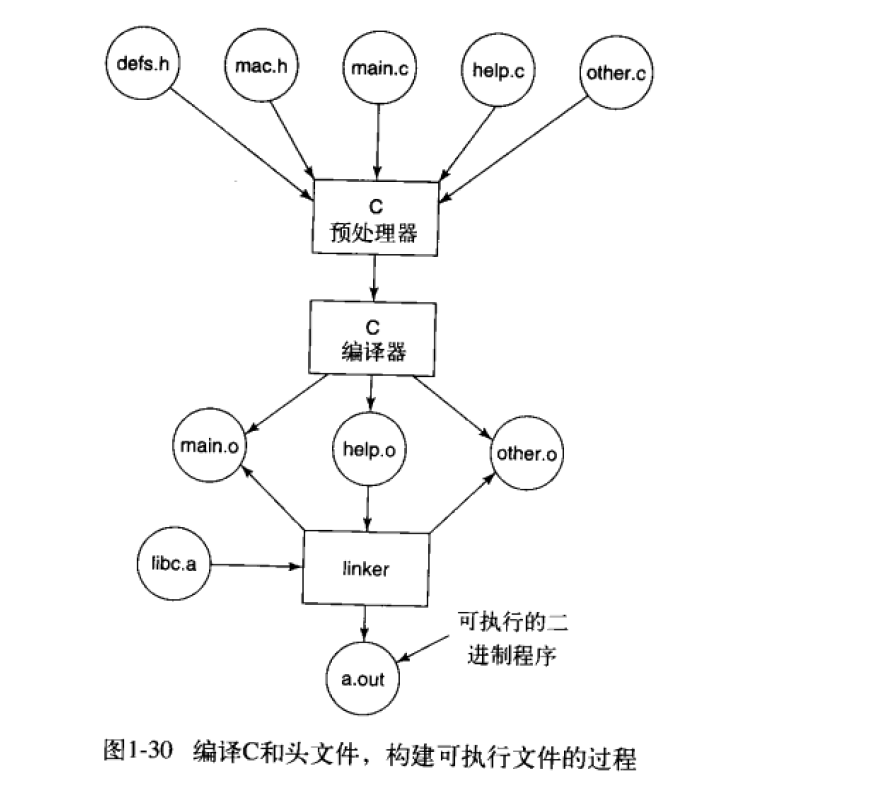 defs.h
mac.h
main.c
help.c
other.c
C
预处理器
C
编译器
main.o
help.o
other.o
libc.a
linker
可执行的二
进制程序
a.out
图1-30 编译C和头文件，构建可执行文件的过程